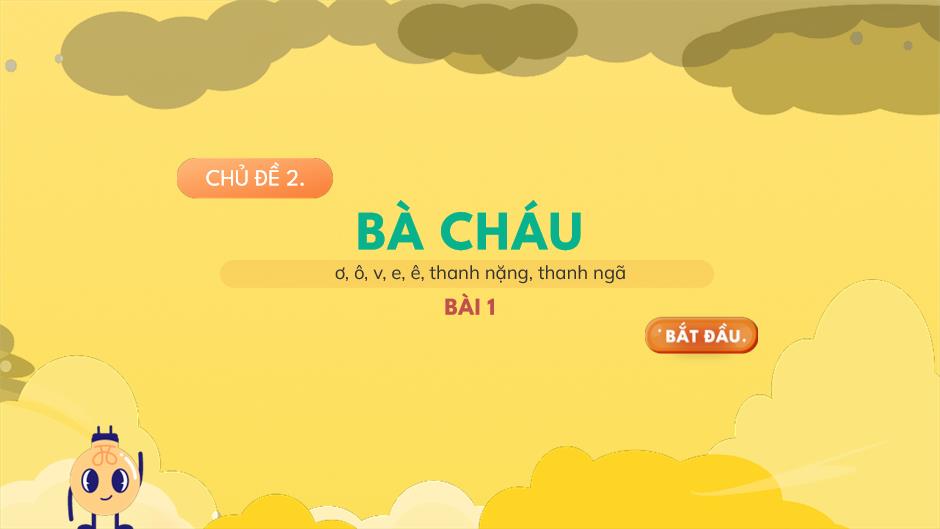 CHỦ ĐỀ 2.
BÀ CHÁU
ơ, ô, v, e, ê, thanh nặng, thanh ngã
BÀI 1
BẮT ĐẦU.